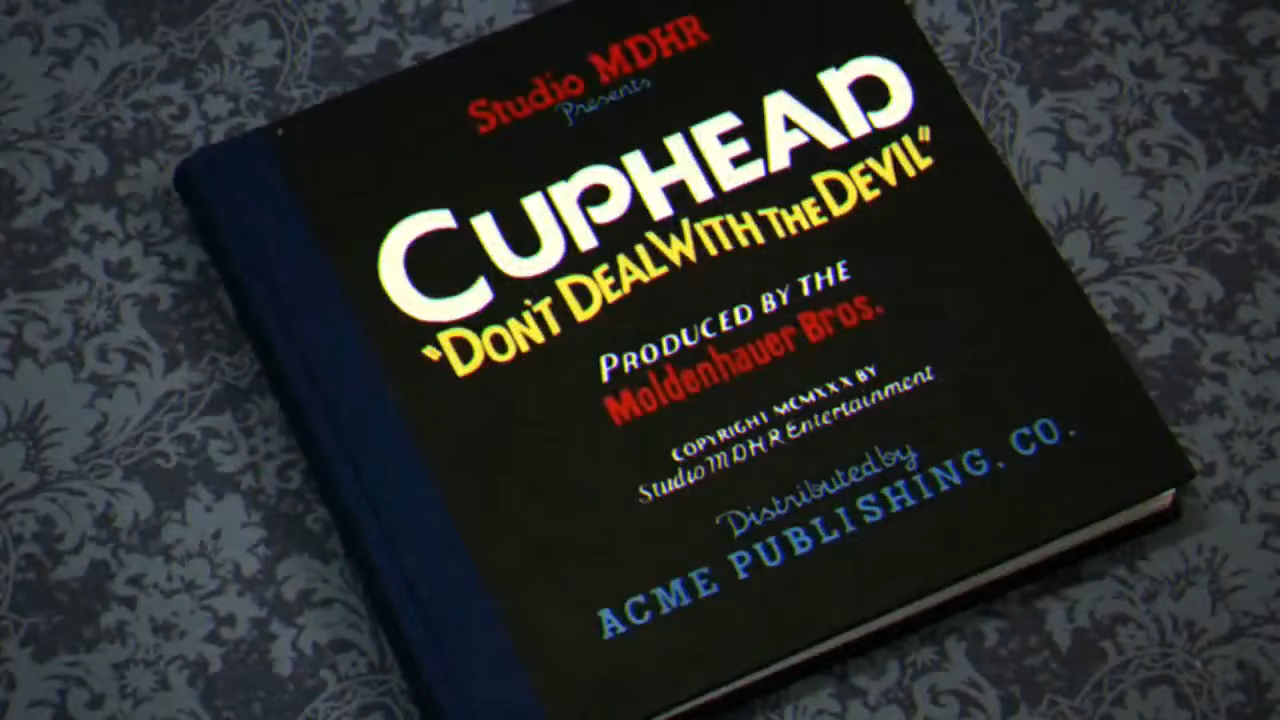 Studio MDHR
Presents
CUPHEAD
"DON'T DEAL WITH THE DEVIL"
PRODUCED BY THE
Moldenhauer Bros.
COPYRIGHT MCMXXX BY
Studio MDHR Entertainment
Distributed by
ACME PUBLISHING. CO.